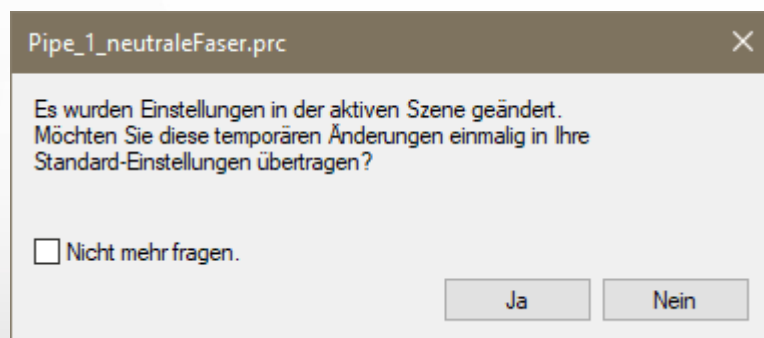 Pipe_1_neutraleFaser.prc
Es wurden Einstellungen in der aktiven Szene geändert.
Möchten Sie diese temporären Änderungen einmalig in Ihre
Standard-Einstellungen übertragen?
Nicht mehr fragen.
Ja Nein